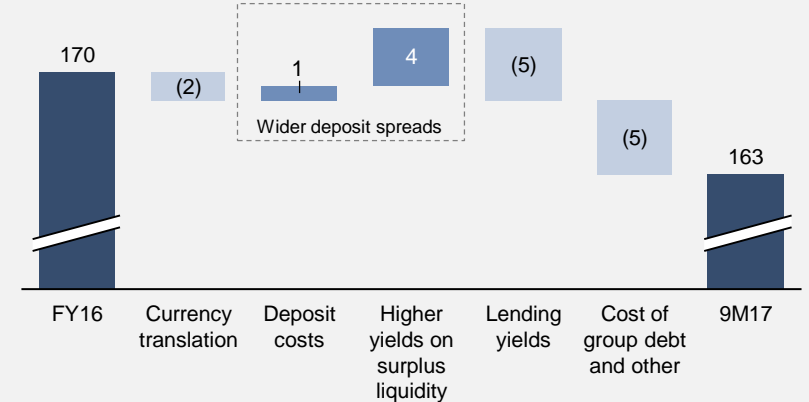 170
(2)
1
4
(5)
(5)
163
Wider deposit spreads
FY16
Currency
translation
Deposit
costs
Higher
yields on
surplus
liquidity
Lending
yields
Cost of
group debt
and other
9M17